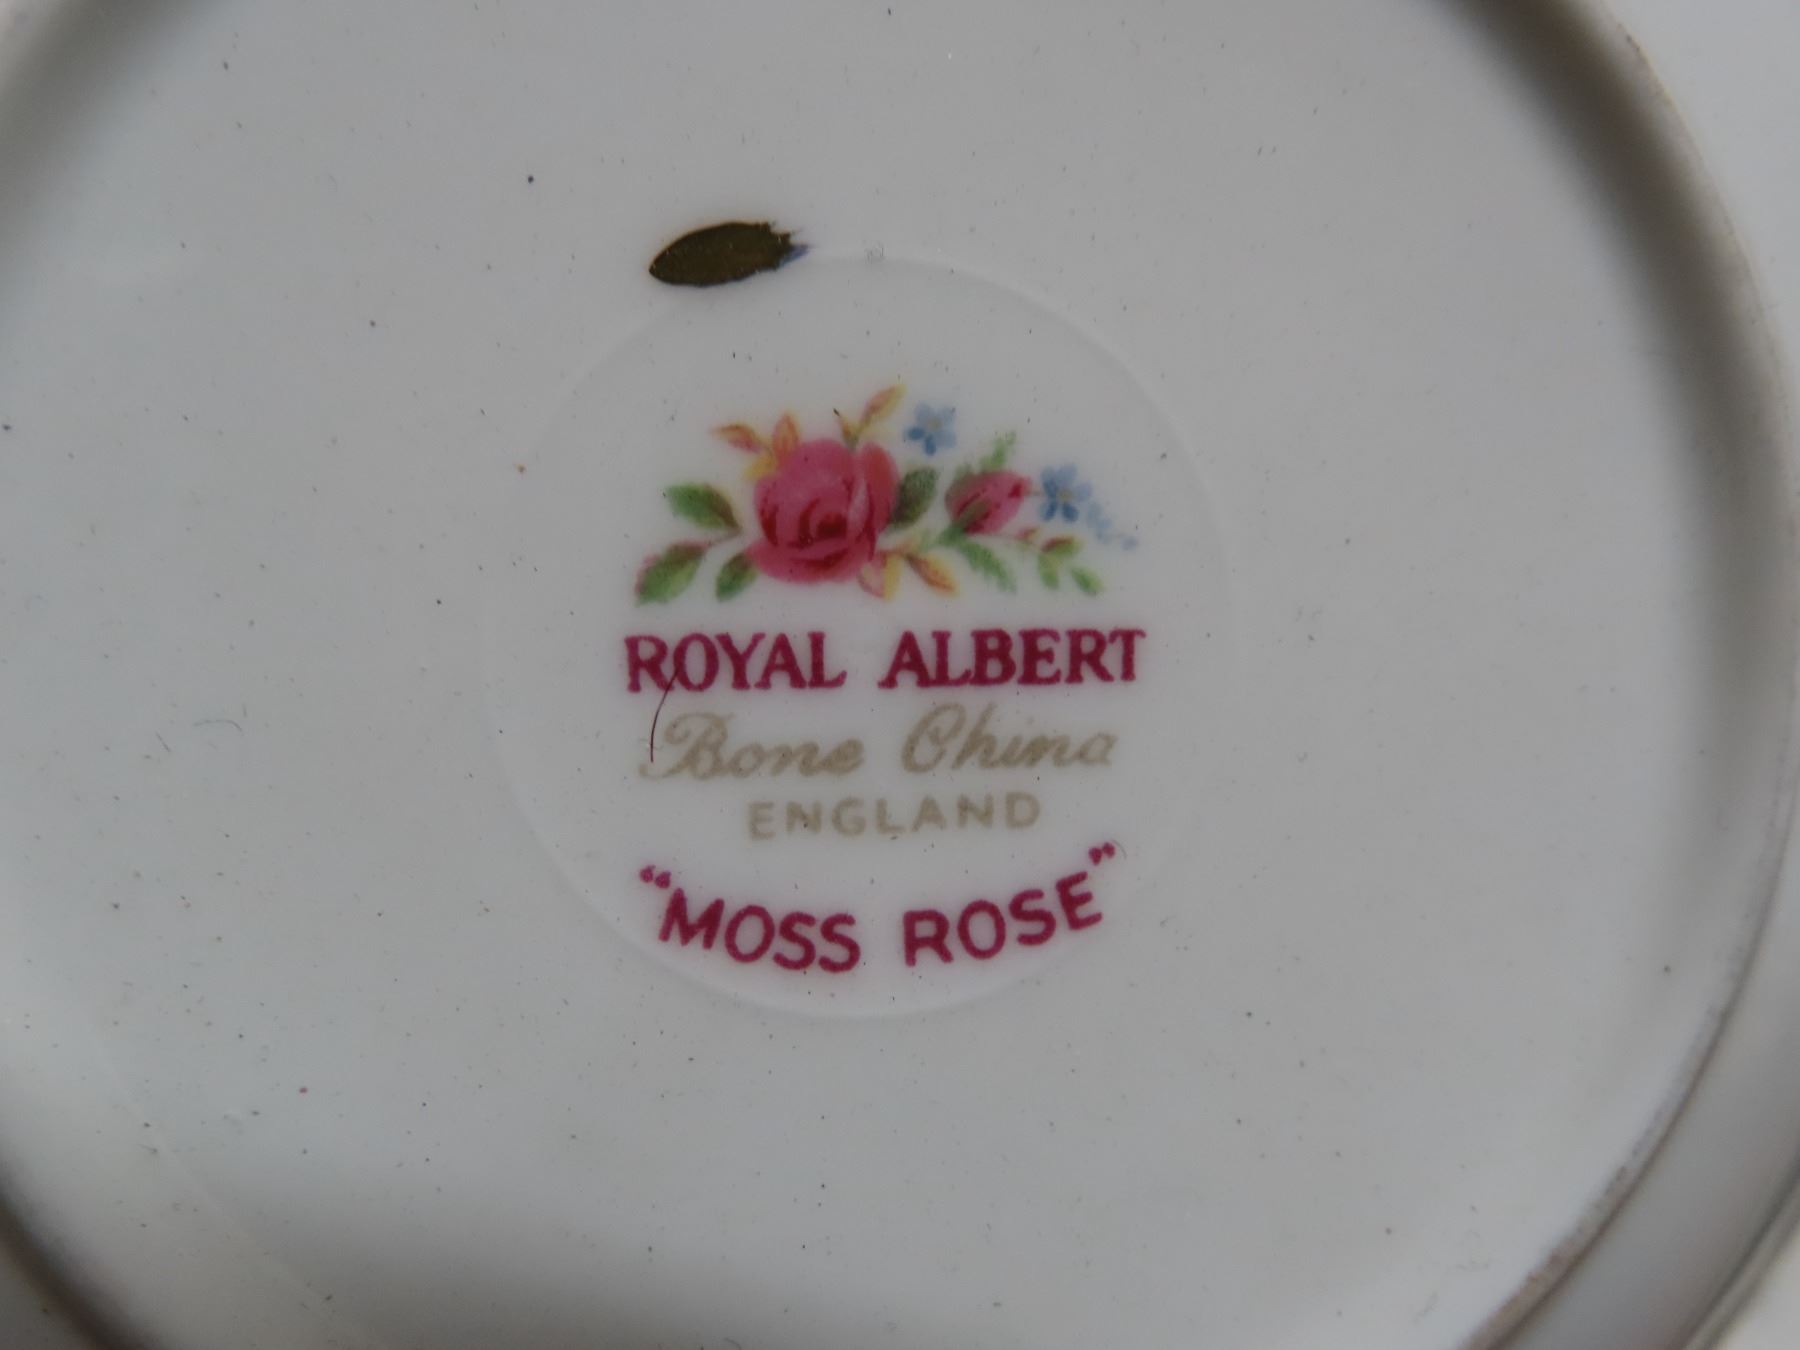 ROYAL ALBERT
Bone China
ENGLAND
"MOSS ROSE"